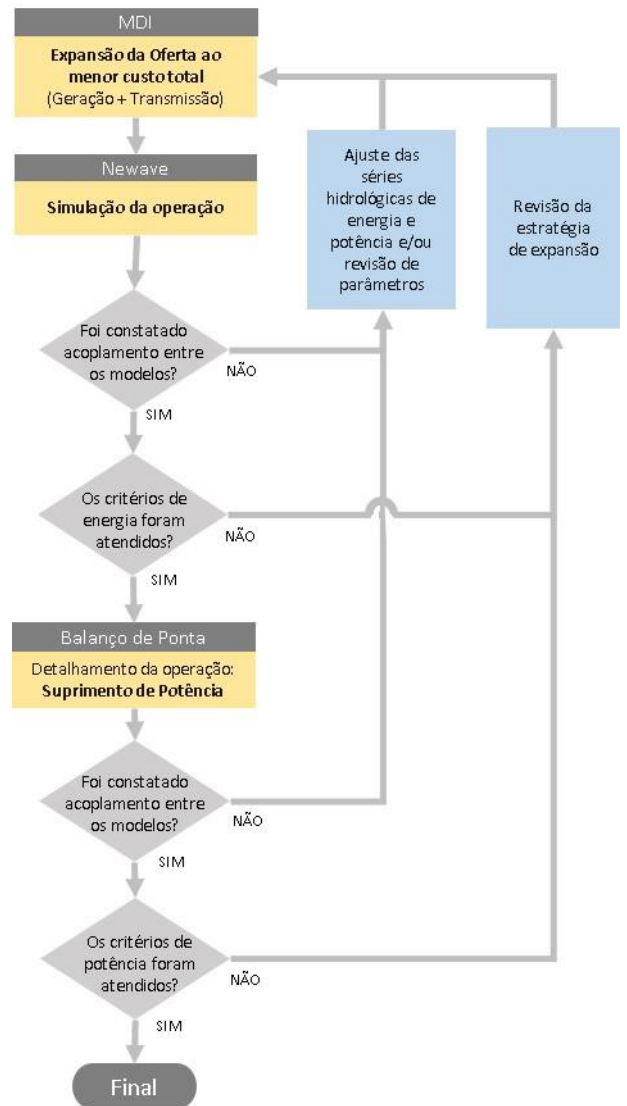 MDI
Expansão da Oferta ao
menor custo total
(Geração + Transmissão)
Newave
Simulação da operação
Ajuste das
séries
hidrológicas de
energia e
potência e/ou
revisão de
parâmetros
Revisão da
estratégia
de expansão
Foi constatado
acoplamento entre
os modelos?
NÃO
SIM
Os critérios de
energia foram
atendidos?
NÃO
SIM
Balanço de Ponta
Detalhamento da operação:
Suprimento de Potência
Foi constatado
acoplamento entre
os modelos?
NÃO
SIM
Os critérios de
potência foram
atendidos?
NÃO
SIM
Final